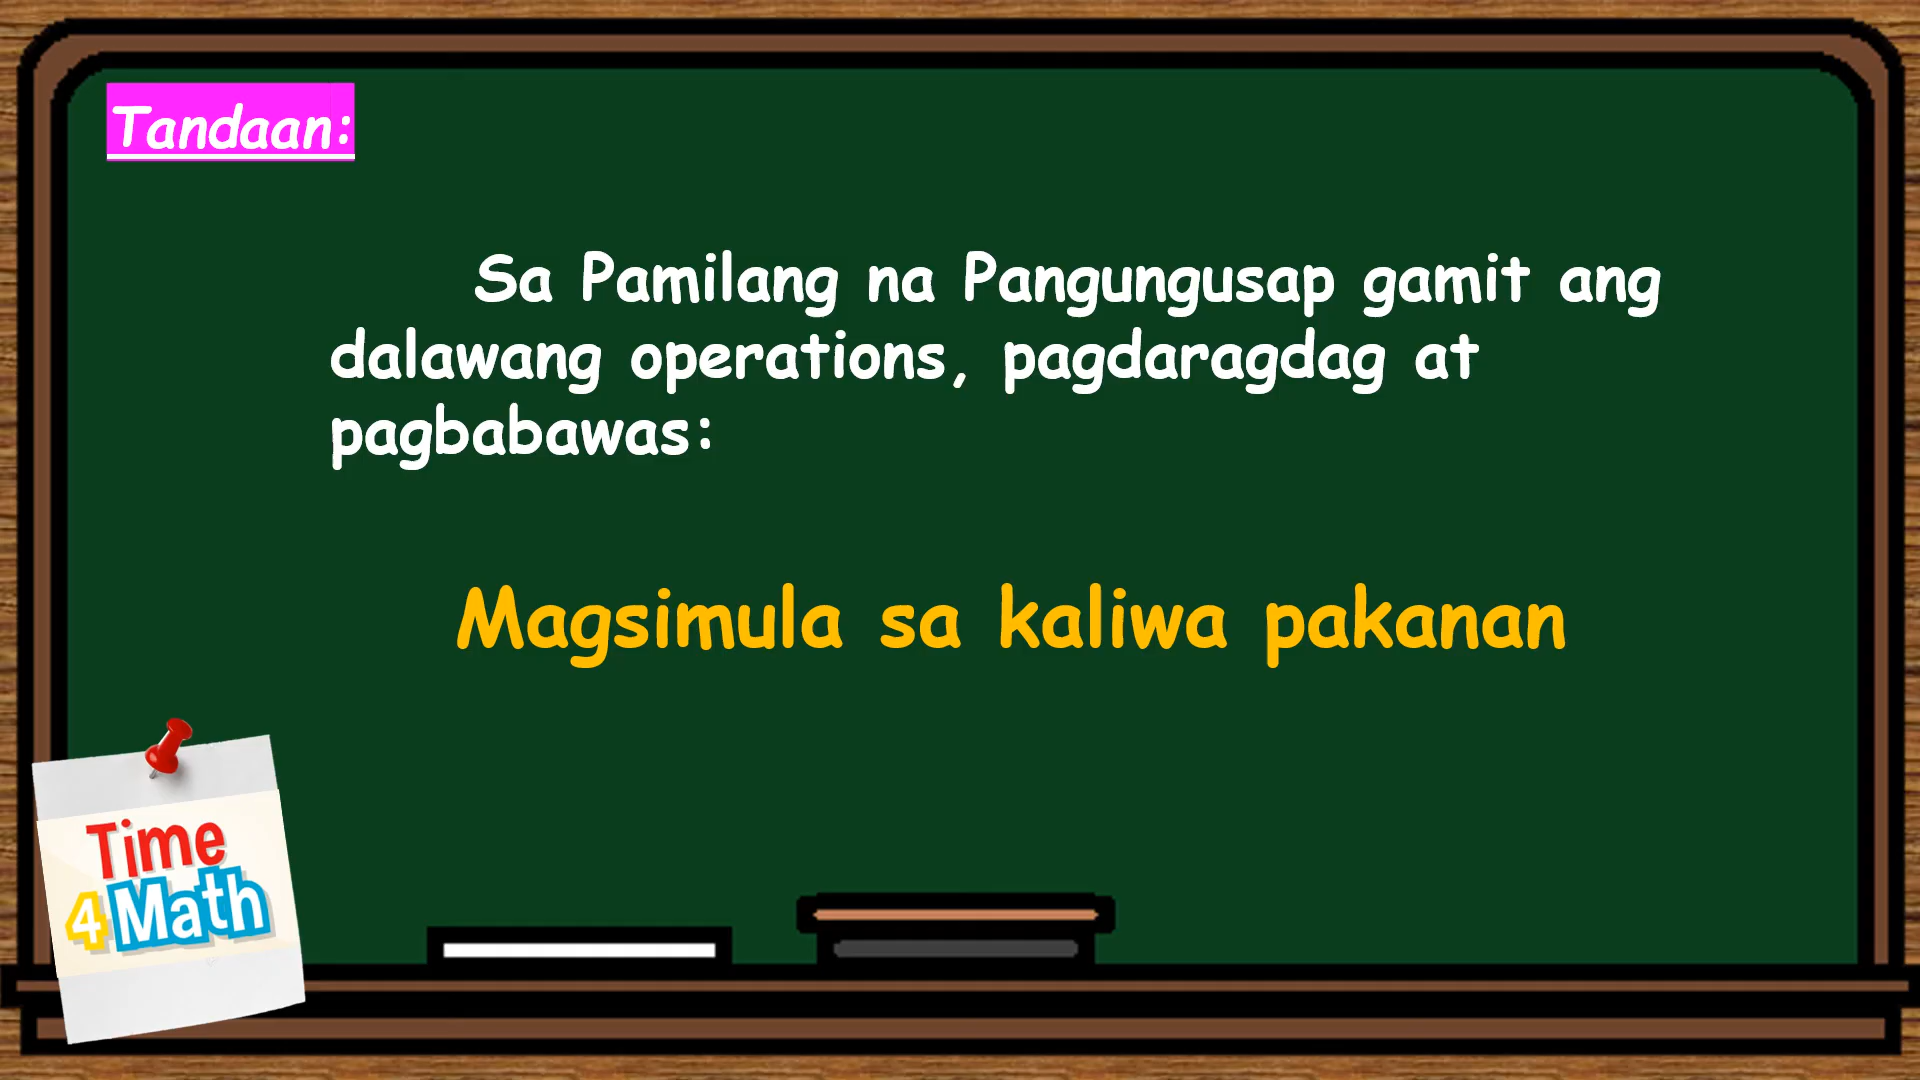 Tandaan:
Sa Pamilang na Pangungusap gamit ang
dalawang operations, pagdaragdag at
pagbabawas:
Magsimula sa kaliwa pakanan
Time
4 Math